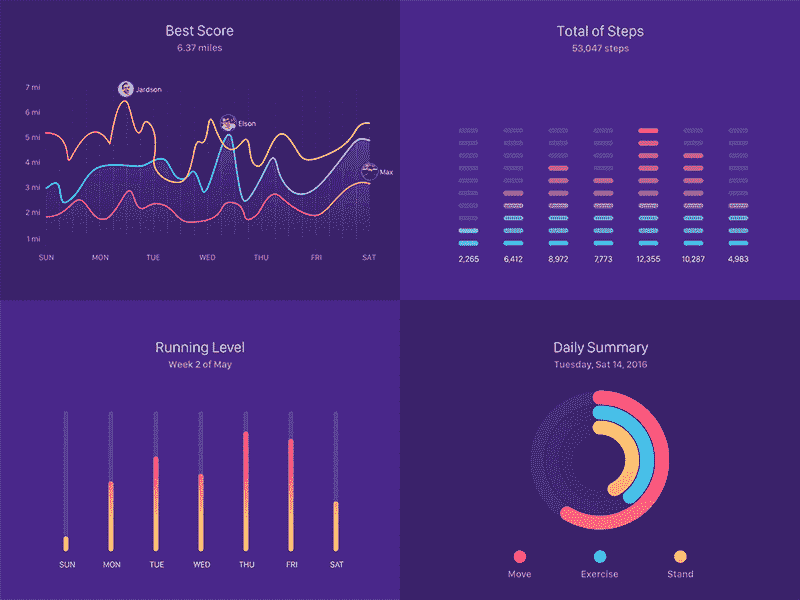 Best Score
6.37 miles
7 mi
Jardson
6 mi
Elson
5 mi
4 mi
Max
3 mi
2 mi
1 mi
SUN MON TUE WED THU FRI SAT
Total of Steps
53,047 steps
2,265 6,412 8,972 7,773 12,355 10,287 4,983
Running Level
Week 2 of May
SUN MON TUE WED THU FRI SAT
Daily Summary
Tuesday, Sat 14, 2016
Move Exercise Stand